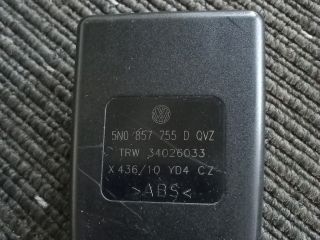 5N0 857 755 D QVZ
TRW 34026033
X436/10 YD4 CZ
>ABS<